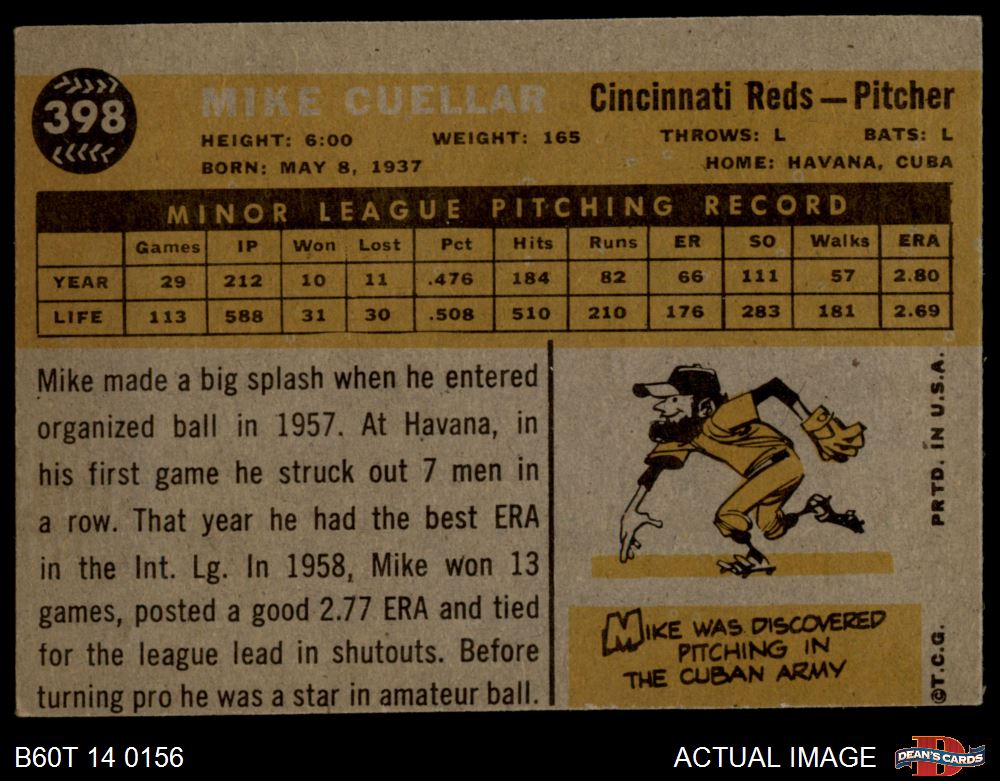 398
MIKE CUELLAR
Cincinnati Reds — Pitcher
HEIGHT: 6:00 WEIGHT: 165 THROWS: L BATS: L
BORN: MAY 8, 1937 HOME: HAVANA, CUBA
MINOR LEAGUE PITCHING RECORD
Games IP Won Lost Pct Hits Runs ER SO Walks ERA
YEAR 29 212 10 11 .476 184 82 66 111 57 2.80
LIFE 113 588 31 30 .508 510 210 176 283 181 2.69
Mike made a big splash when he entered
organized ball in 1957. At Havana, in
his first game he struck out 7 men in
a row. That year he had the best ERA
in the Int. Lg. In 1958, Mike won 13
games, posted a good 2.77 ERA and tied
for the league lead in shutouts. Before
turning pro he was a star in amateur ball.
MIKE WAS DISCOVERED
PITCHING IN
THE CUBAN ARMY
©T.C.G. PRTD. IN U.S.A.
B60T 14 0156
ACTUAL IMAGE
D
DEAN'S CARDS